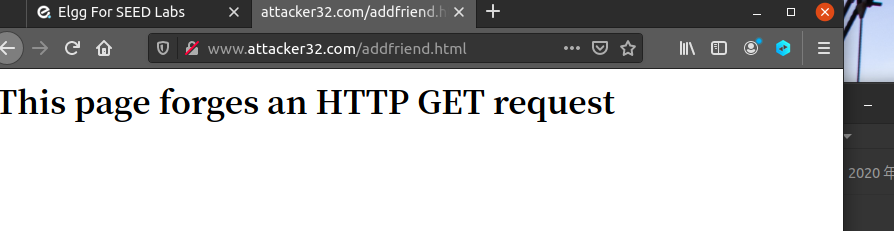 Elgg For SEED Labs
attacker32.com/addfriend.h
www.attacker32.com/addfriend.html
This page forges an HTTP GET request
2020 年